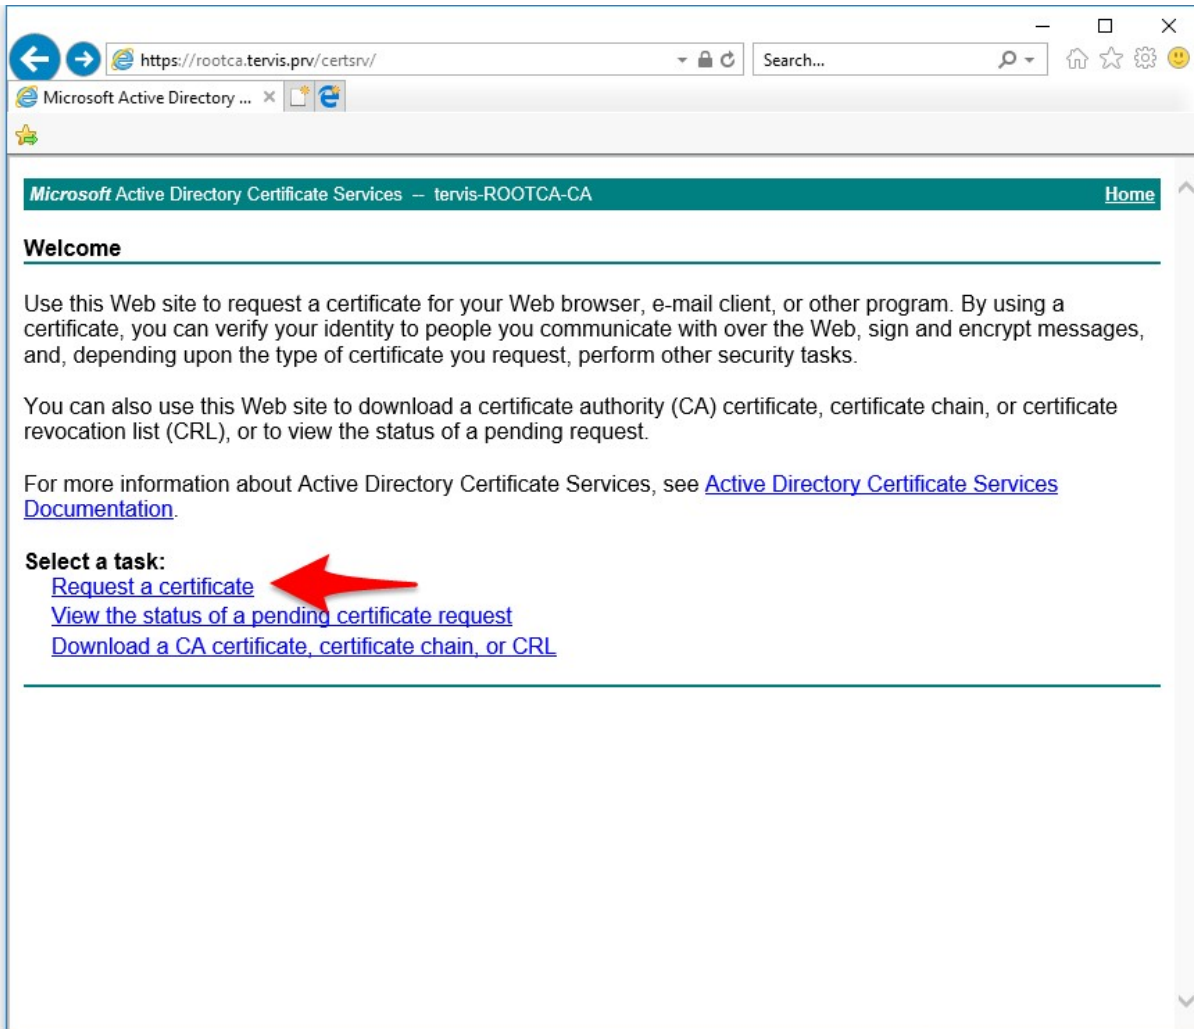 https://rootca.tervis.prv/certsrv/
Search...
Microsoft Active Directory ...
Microsoft Active Directory Certificate Services -- tervis-ROOTCA-CA Home
Welcome
Use this Web site to request a certificate for your Web browser, e-mail client, or other program. By using a
certificate, you can verify your identity to people you communicate with over the Web, sign and encrypt messages,
and, depending upon the type of certificate you request, perform other security tasks.
You can also use this Web site to download a certificate authority (CA) certificate, certificate chain, or certificate
revocation list (CRL), or to view the status of a pending request.
For more information about Active Directory Certificate Services, see Active Directory Certificate Services
Documentation.
Select a task:
Request a certificate
View the status of a pending certificate request
Download a CA certificate, certificate chain, or CRL